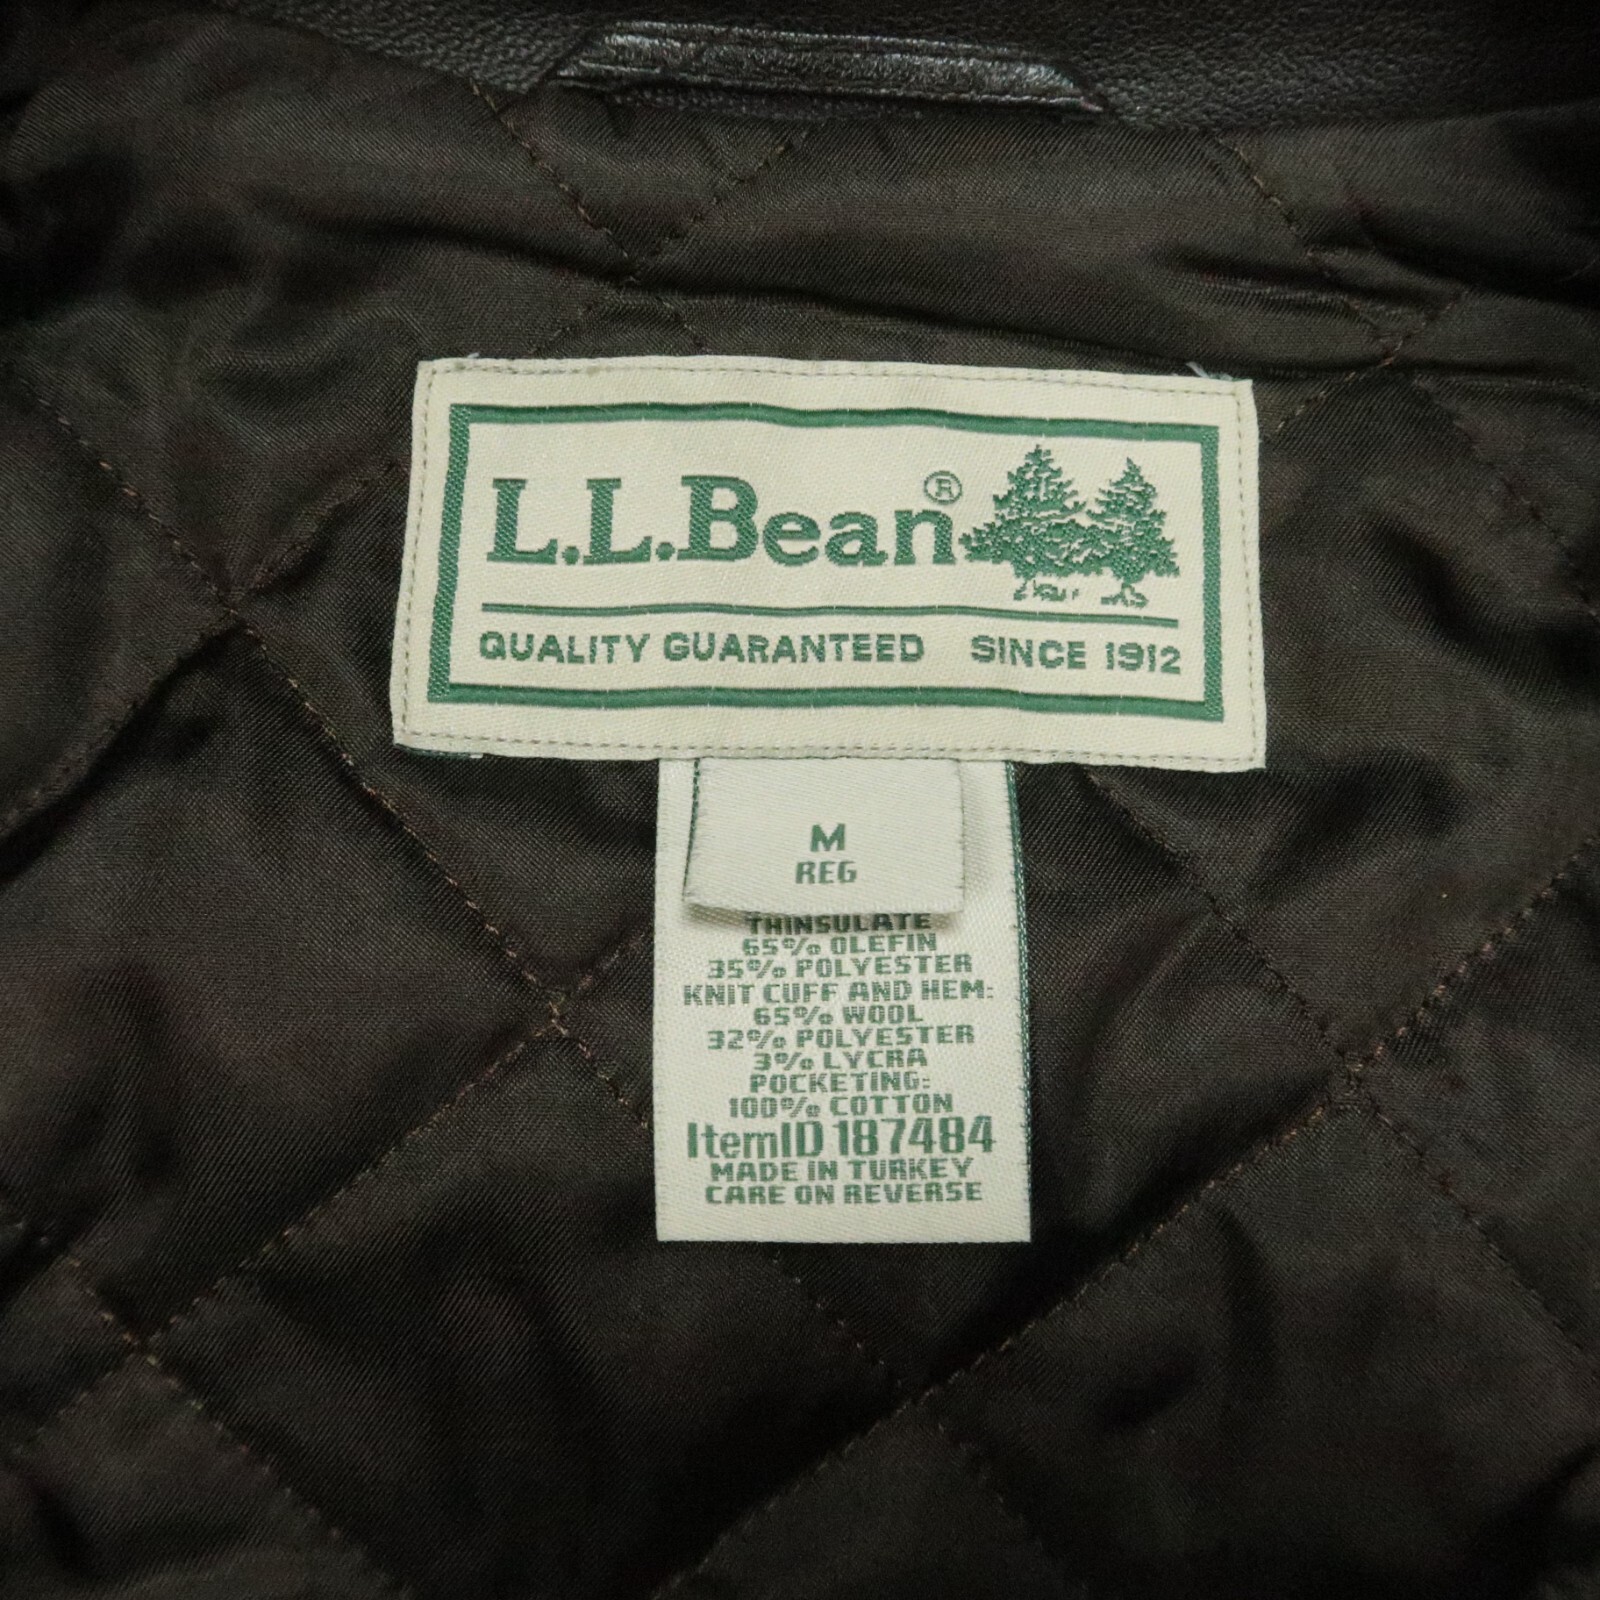 L.L.Bean®
QUALITY GUARANTEED SINCE 1912
M
REG
THINSULATE
65% OLEFIN
35% POLYESTER
KNIT CUFF AND HEM:
65% WOOL
32% POLYESTER
3% LYCRA
POCKETING:
100% COTTON
ItemID 187484
MADE IN TURKEY
CARE ON REVERSE